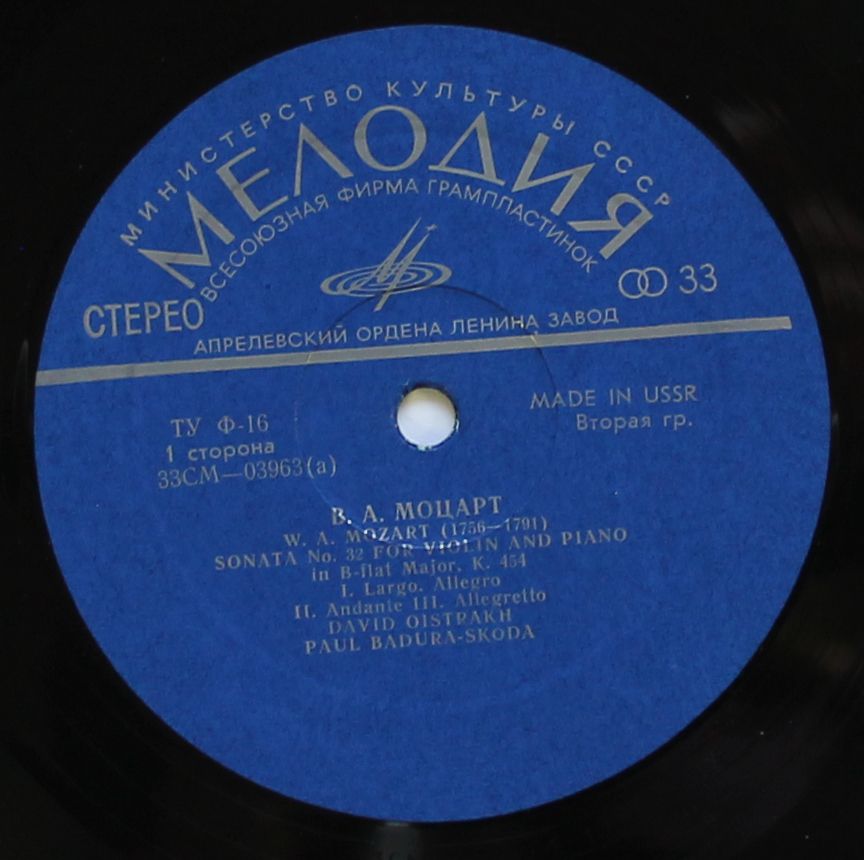 МИНИСТЕРСТВО КУЛЬТУРЫ СССР
МЕЛОДИЯ
ВСЕСОЮЗНАЯ ФИРМА ГРАМПЛАСТИНОК
СТЕРЕО
33
АПРЕЛЕВСКИЙ ОРДЕНА ЛЕНИНА ЗАВОД
MADE IN USSR
ТУ Ф-16
Вторая гр.
1 сторона
33СМ—03963(а)
В. А. МОЦАРТ
W. A. MOZART (1756—1791)
SONATA No. 32 FOR VIOLIN AND PIANO
in B-flat Major, K. 454
I. Largo. Allegro
II. Andante III. Allegretto
DAVID OISTRAKH
PAUL BADURA-SKODA